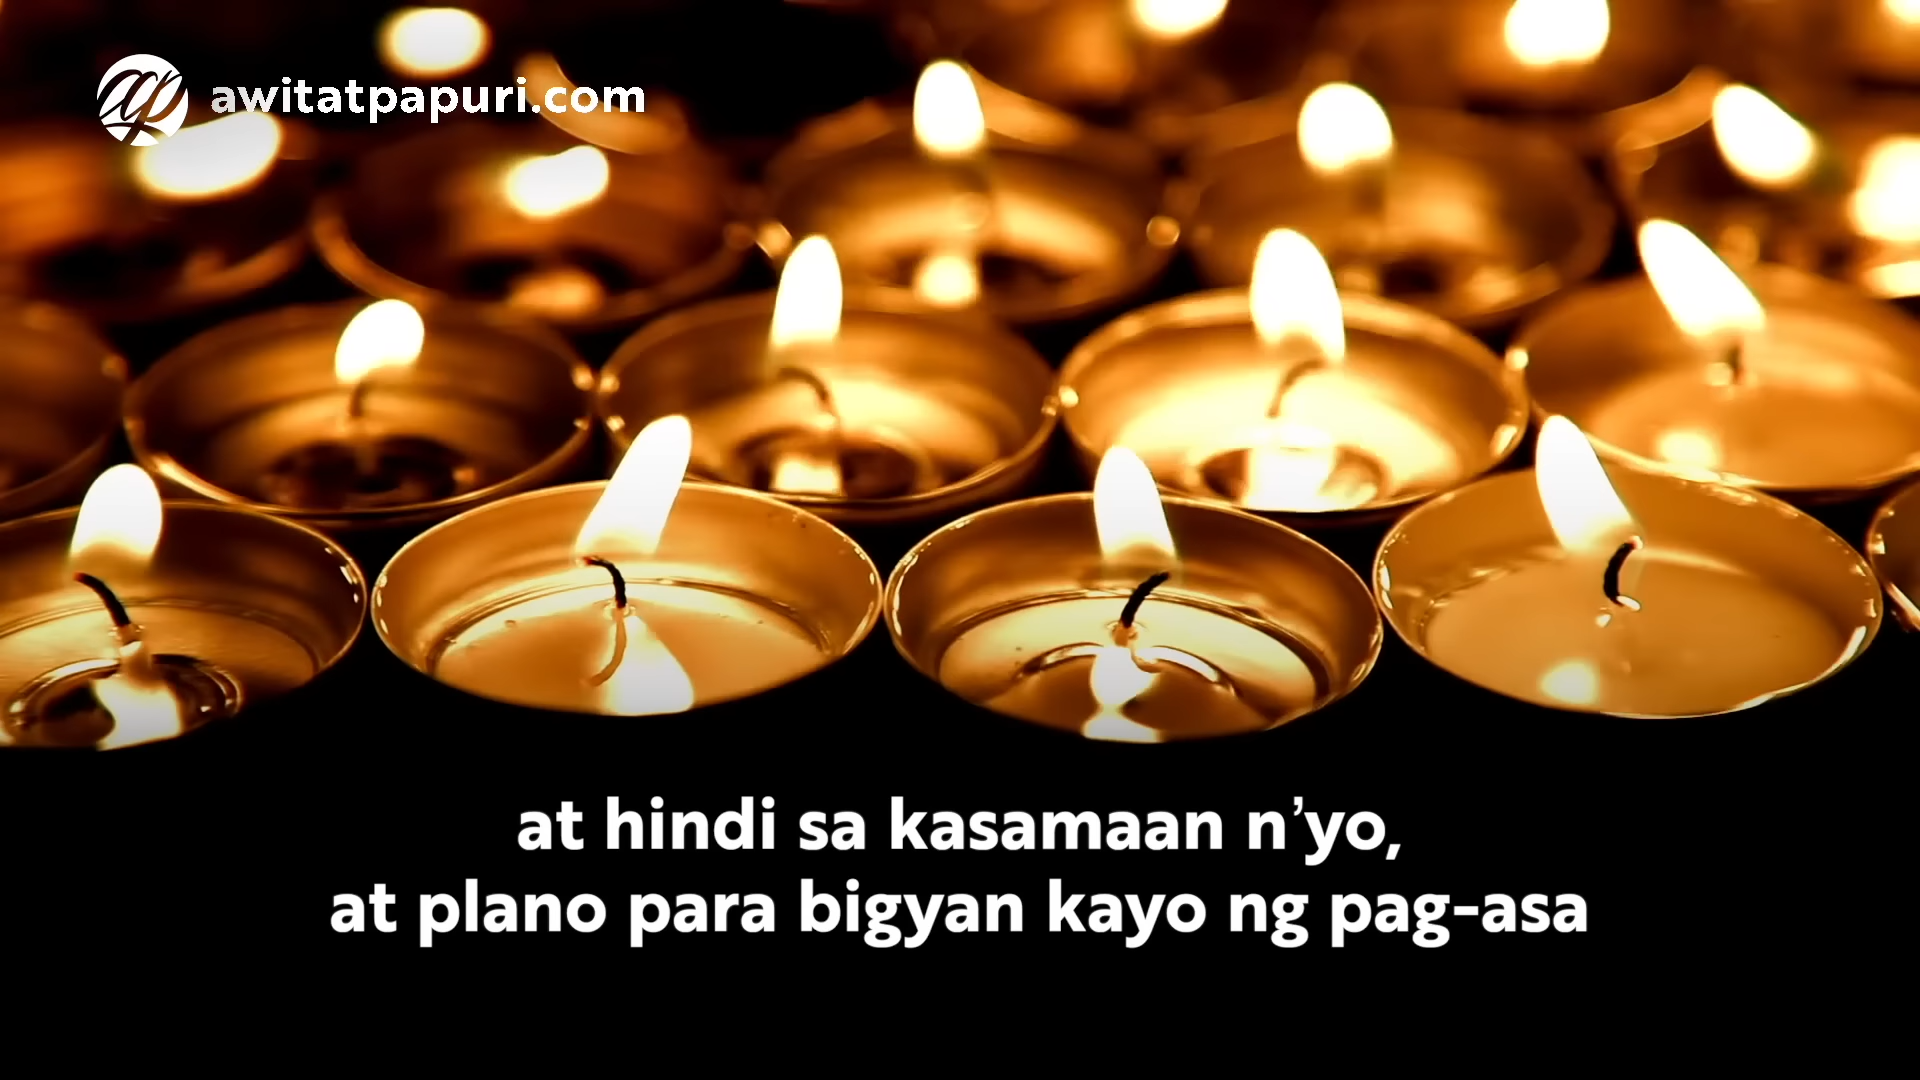 awitatpapuri.com
at hindi sa kasamaan n’yo,
at plano para bigyan kayo ng pag-asa